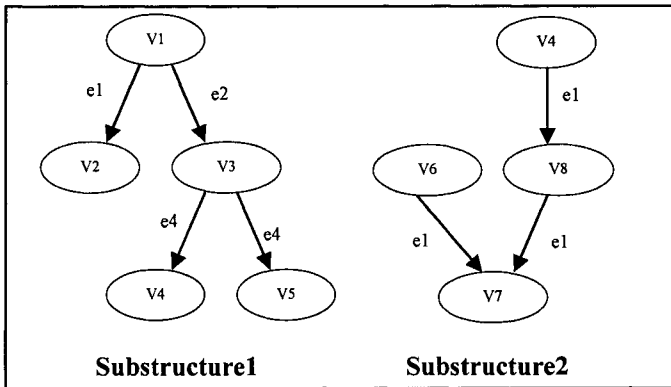 V1
V4
e1
e2
e1
V2
V3
V6
V8
e4
e4
e1
e1
V4
V5
V7
Substructure1
Substructure2